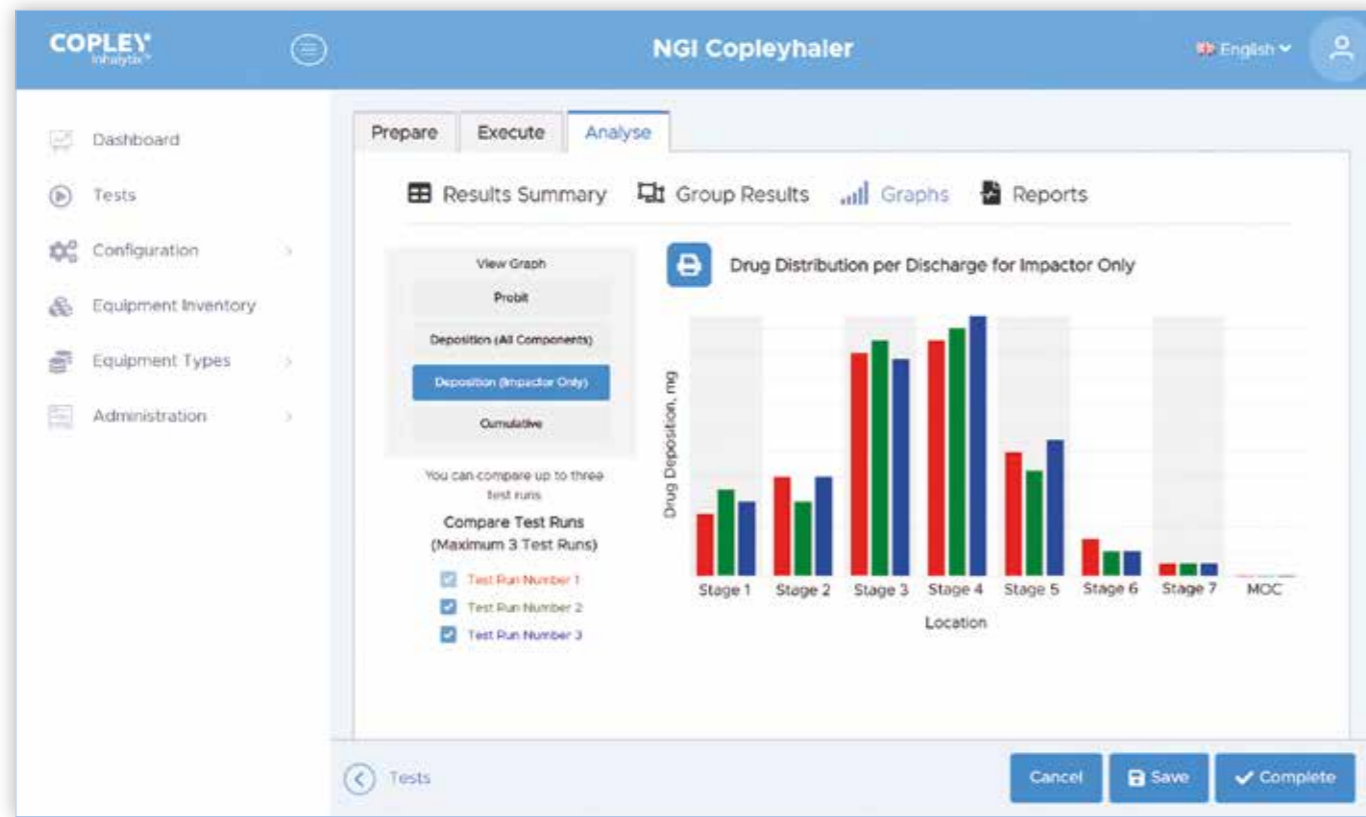 COPLEY
Inhalytix™
NGI Copleyhaler
English
Dashboard
Tests
Configuration
Equipment Inventory
Equipment Types
Administration
Prepare
Execute
Analyse
Results Summary
Group Results
Graphs
Reports
View Graph
Probit
Deposition (All Components)
Deposition (Impactor Only)
Cumulative
You can compare up to three
test runs
Compare Test Runs
(Maximum 3 Test Runs)
Test Run Number 1
Test Run Number 2
Test Run Number 3
Drug Distribution per Discharge for Impactor Only
Drug Deposition, mg
Stage 1 Stage 2 Stage 3 Stage 4 Stage 5 Stage 6 Stage 7 MOC
Location
Tests
Cancel
Save
Complete